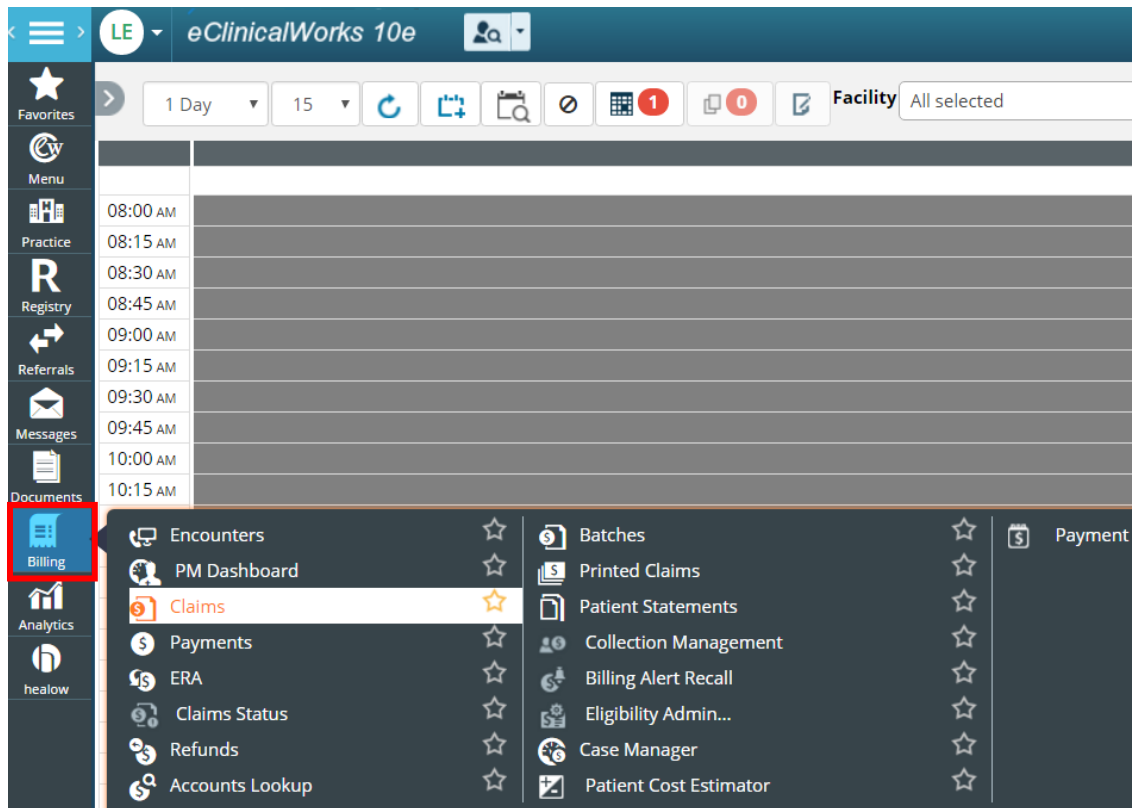 LE eClinicalWorks 10e
1 Day 15 1 0 Facility All selected
Favorites
Menu
Practice
Registry
Referrals
Messages
Documents
Billing
Analytics
healow
08:00 AM
08:15 AM
08:30 AM
08:45 AM
09:00 AM
09:15 AM
09:30 AM
09:45 AM
10:00 AM
10:15 AM
Encounters
PM Dashboard
Claims
Payments
ERA
Claims Status
Refunds
Accounts Lookup
Batches
Printed Claims
Patient Statements
Collection Management
Billing Alert Recall
Eligibility Admin...
Case Manager
Patient Cost Estimator
Payment